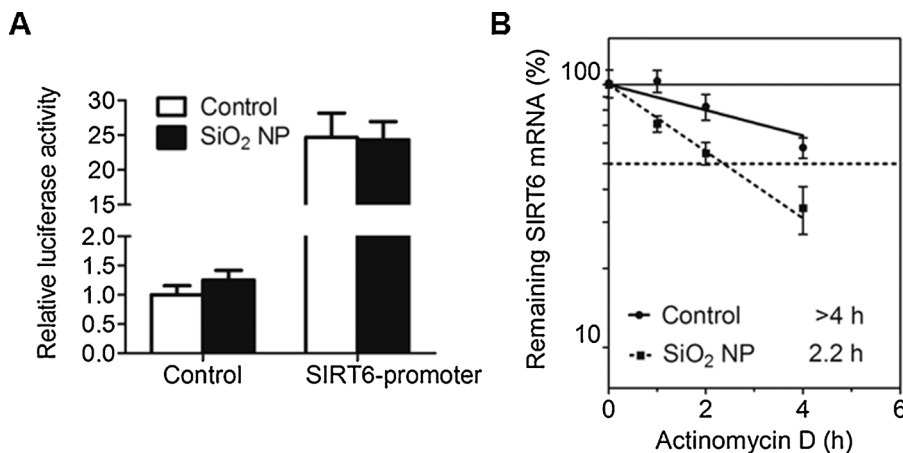 A
Relative luciferase activity
30
25
20
15
2.0
1.5
1.0
0.5
0.0
Control
SiO₂ NP
Control
SIRT6-promoter
B
Remaining SIRT6 mRNA (%)
100
10
Control >4 h
SiO₂ NP 2.2 h
0 2 4 6
Actinomycin D (h)